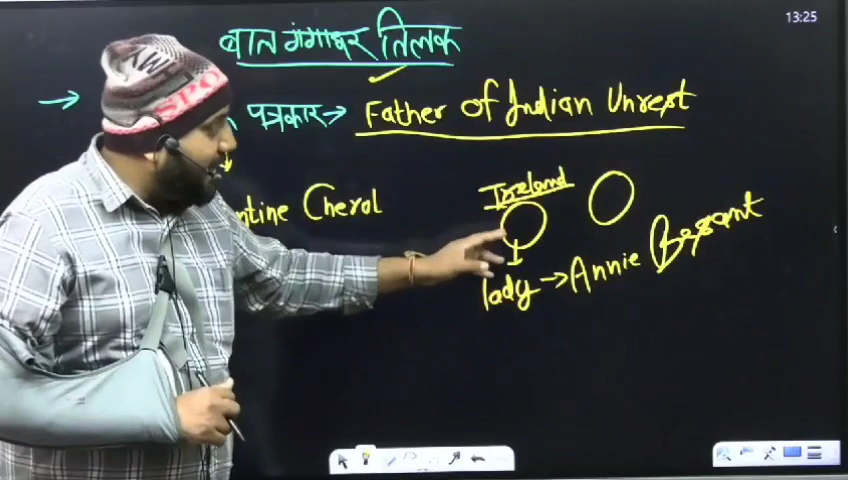 13:25
बाल गंगाधर तिलक
पत्रकार → Father of Indian Unrest
ntine Cherol
Ireland
lady → Annie Besant